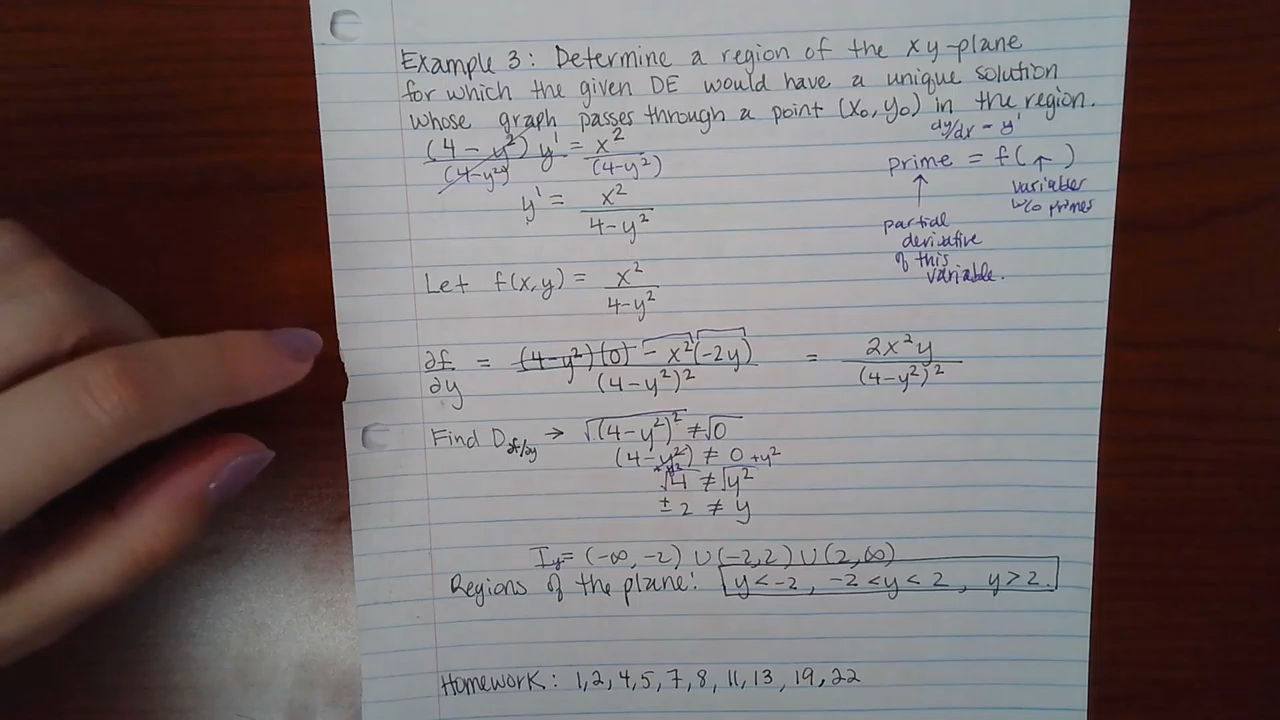 Example 3: Determine a region of the xy-plane
for which the given DE would have a unique solution
whose graph passes through a point (x₀, y₀) in the region.
dy/dx - y'
(4 - y²) y' = x²
(4-y²) (4-y²)
prime = f(↑)
variables
w/o primes
↑
partial
derivative
of this
variable.
y' = x²
4-y²
Let f(x,y) = x²
4-y²
∂f = (4-y²)(0) - x²(-2y) = 2x²y
∂y (4-y²)² (4-y²)²
Find D∂f/∂y → √(4-y²)² ≠ √0
(4-y²) ≠ 0 +y²
+y²
√4 ≠ √y²
± 2 ≠ y
Iy = (-∞, -2) ∪ (-2,2) ∪ (2,∞)
Regions of the plane: y < -2, -2 < y < 2, y > 2.
Homework: 1, 2, 4, 5, 7, 8, 11, 13, 19, 22